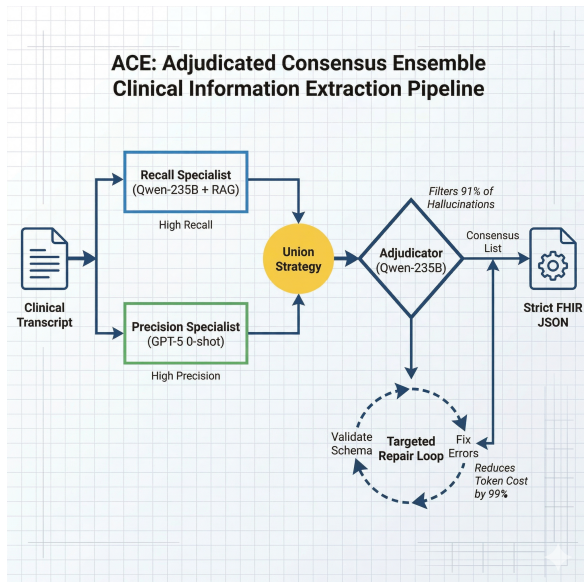 ACE: Adjudicated Consensus Ensemble
Clinical Information Extraction Pipeline
Clinical
Transcript
Recall Specialist
(Qwen-235B + RAG)
High Recall
Precision Specialist
(GPT-5 0-shot)
High Precision
Union
Strategy
Filters 91% of
Hallucinations
Adjudicator
(Qwen-235B)
Consensus
List
Strict FHIR
JSON
Validate
Schema
Targeted
Repair Loop
Fix
Errors
Reduces
Token Cost
by 99%